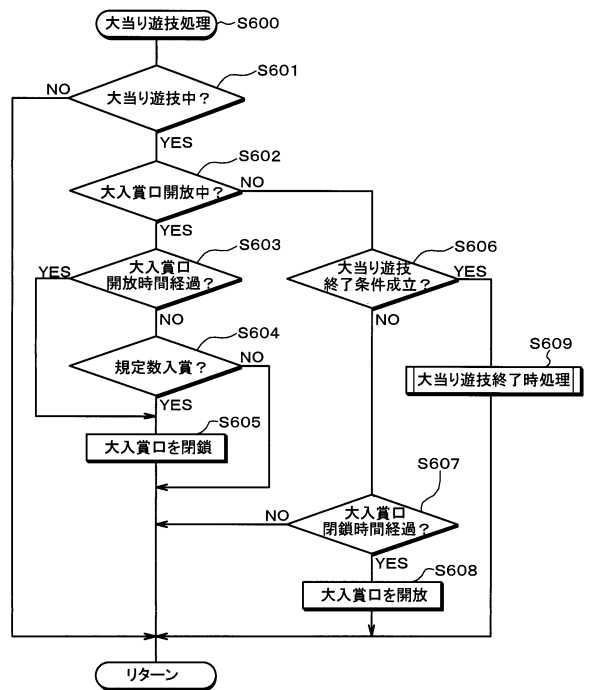 大当り遊技処理
S600
S601
NO
大当り遊技中？
YES
S602
大入賞口開放中？
NO
YES
S603
YES
大入賞口
開放時間経過？
NO
S606
大当り遊技
終了条件成立？
YES
NO
S604
規定数入賞？
NO
YES
S609
大当り遊技終了時処理
S605
大入賞口を閉鎖
S607
NO
大入賞口
閉鎖時間経過？
YES
S608
大入賞口を開放
リターン